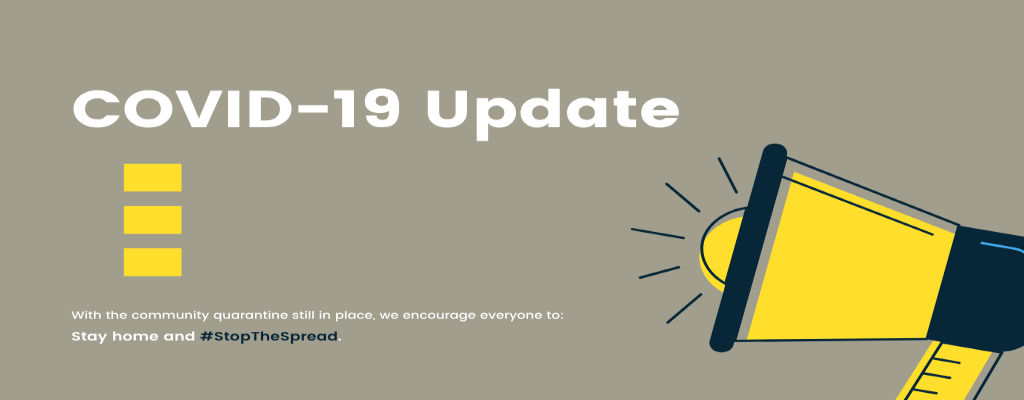 COVID-19 Update
With the community quarantine still in place, we encourage everyone to:
Stay home and #StopTheSpread.